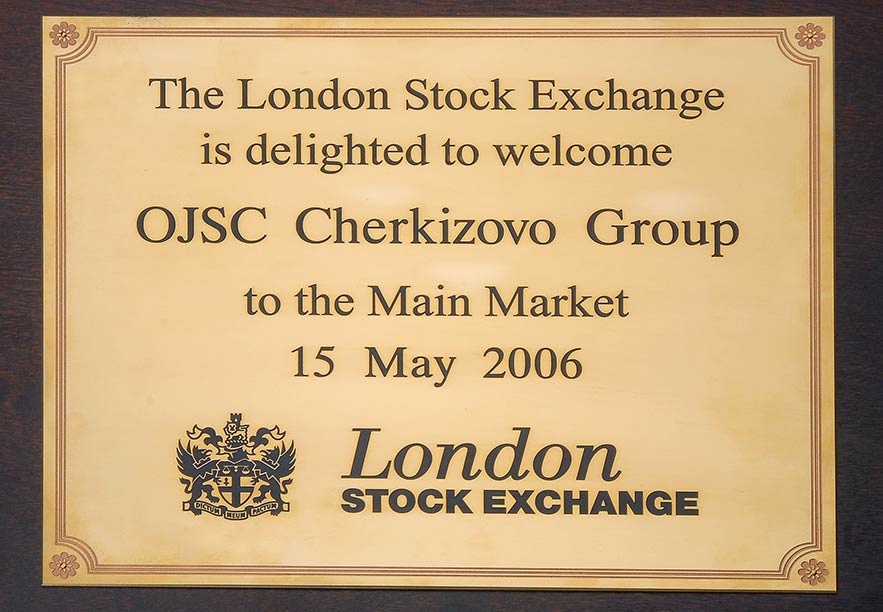 The London Stock Exchange
is delighted to welcome
OJSC Cherkizovo Group
to the Main Market
15 May 2006
DICTUM MEUM PACTUM
London
STOCK EXCHANGE